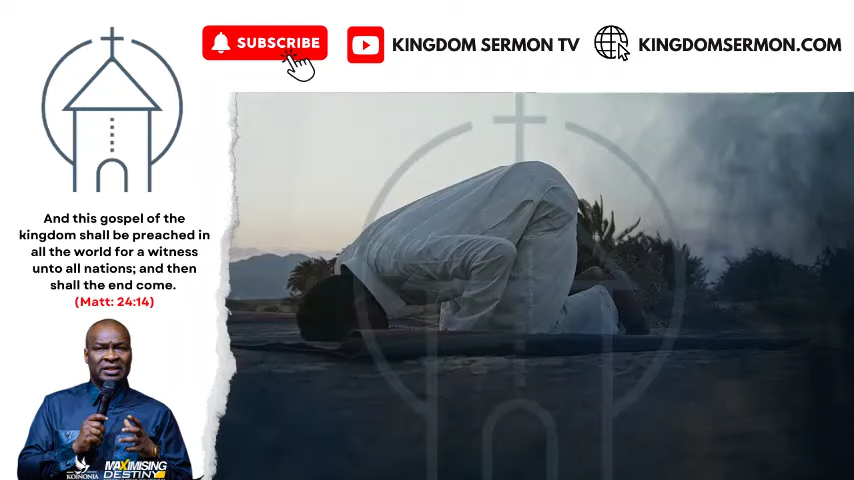 SUBSCRIBE
KINGDOM SERMON TV
KINGDOMSERMON.COM
And this gospel of the
kingdom shall be preached in
all the world for a witness
unto all nations; and then
shall the end come.
(Matt: 24:14)
KOINONIA
MAXIMISING
DESTINY